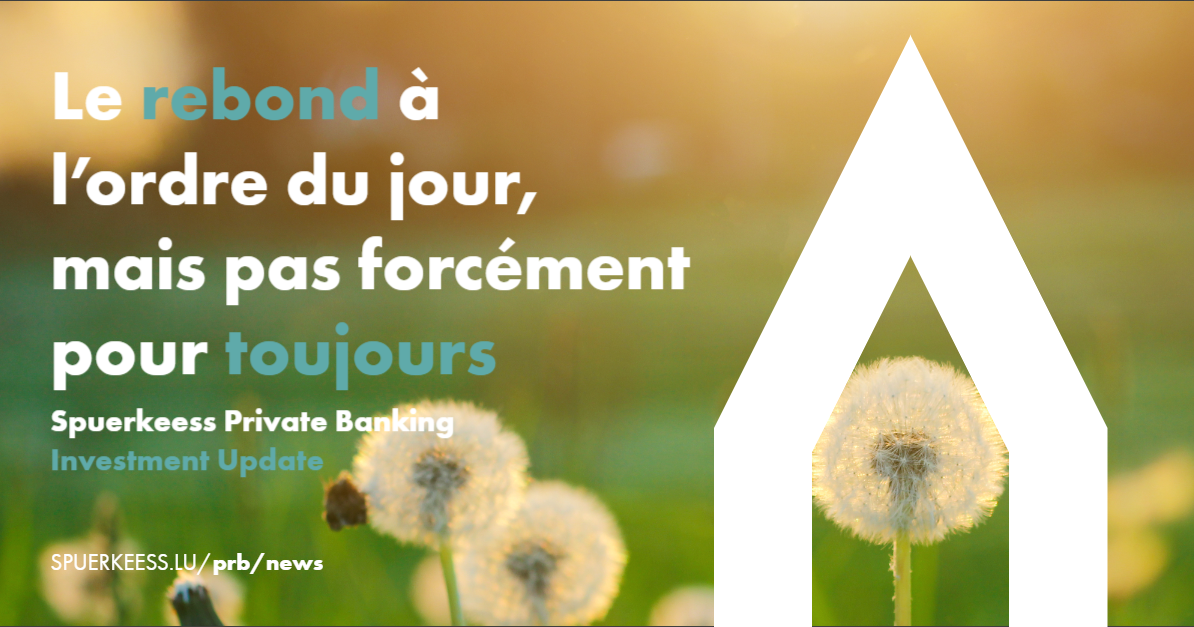 Le rebond à
l’ordre du jour,
mais pas forcément
pour toujours
Spuerkeess Private Banking
Investment Update
SPUERKEESS.LU/prb/news